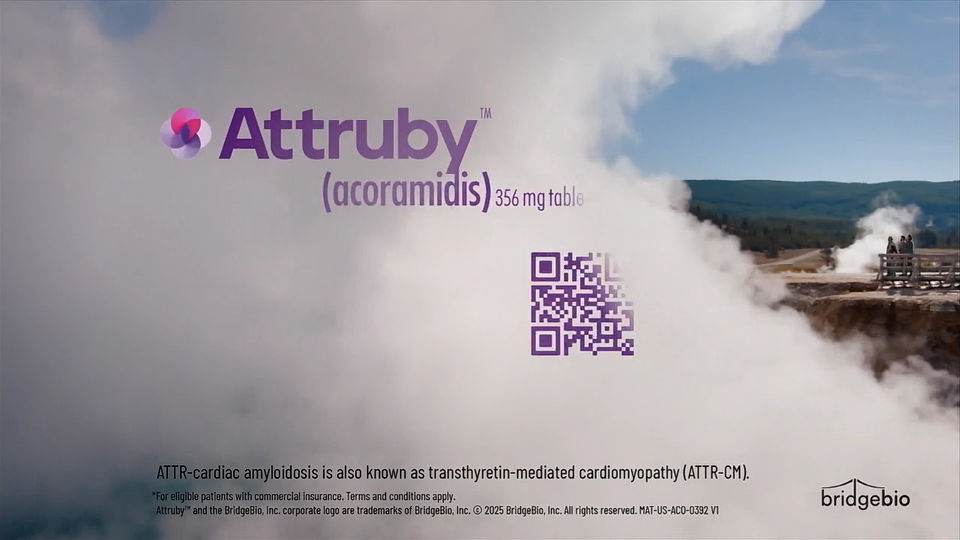 Attruby™
(acoramidis) 356 mg table
ATTR-cardiac amyloidosis is also known as transthyretin-mediated cardiomyopathy (ATTR-CM).
*For eligible patients with commercial insurance. Terms and conditions apply.
Attruby™ and the BridgeBio, Inc. corporate logo are trademarks of BridgeBio, Inc. © 2025 BridgeBio, Inc. All rights reserved. MAT-US-ACO-0392 V1
bridgebio